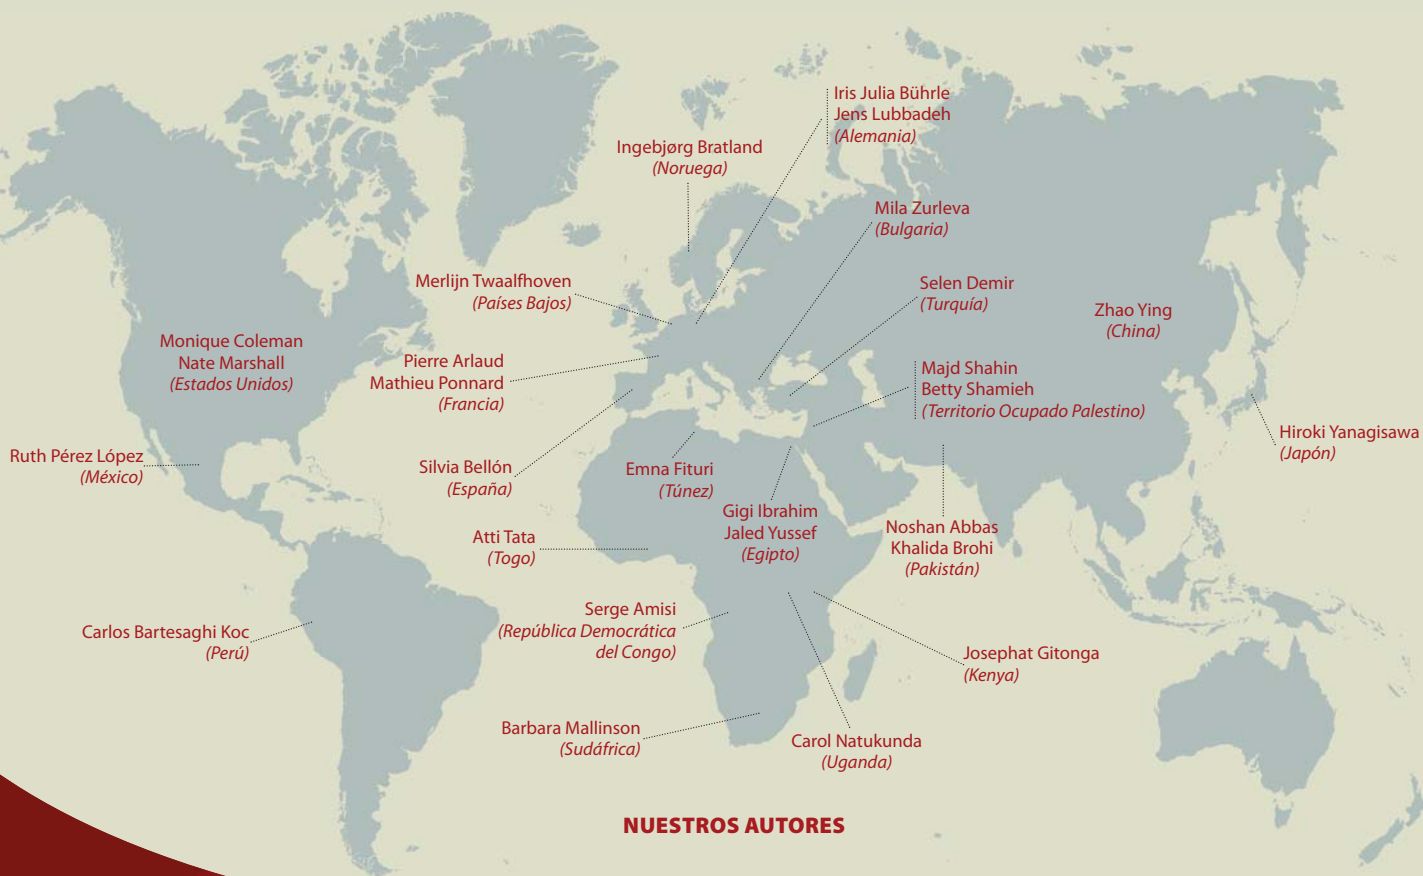 Iris Julia Bührle
Jens Lubbadeh
(Alemania)
Ingebjørg Bratland
(Noruega)
Mila Zurleva
(Bulgaria)
Merlijn Twaalfhoven
(Países Bajos)
Selen Demir
(Turquía)
Zhao Ying
(China)
Monique Coleman
Nate Marshall
(Estados Unidos)
Pierre Arlaud
Mathieu Ponnard
(Francia)
Majd Shahin
Betty Shamieh
(Territorio Ocupado Palestino)
Hiroki Yanagisawa
(Japón)
Ruth Pérez López
(México)
Silvia Bellón
(España)
Emna Fituri
(Túnez)
Gigi Ibrahim
Jaled Yussef
(Egipto)
Noshan Abbas
Khalida Brohi
(Pakistán)
Atti Tata
(Togo)
Serge Amisi
(República Democrática
del Congo)
Carlos Bartesaghi Koc
(Perú)
Josephat Gitonga
(Kenya)
Barbara Mallinson
(Sudáfrica)
Carol Natukunda
(Uganda)
NUESTROS AUTORES